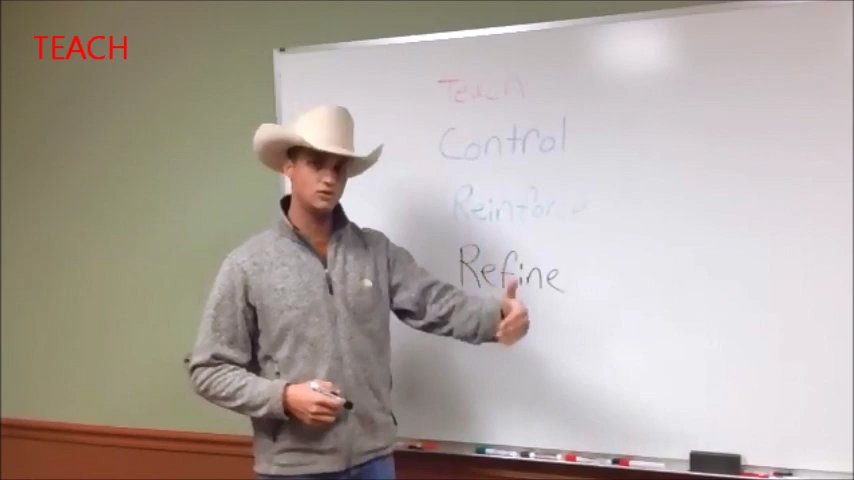 TEACH
Teach
Control
Reinforce
Refine